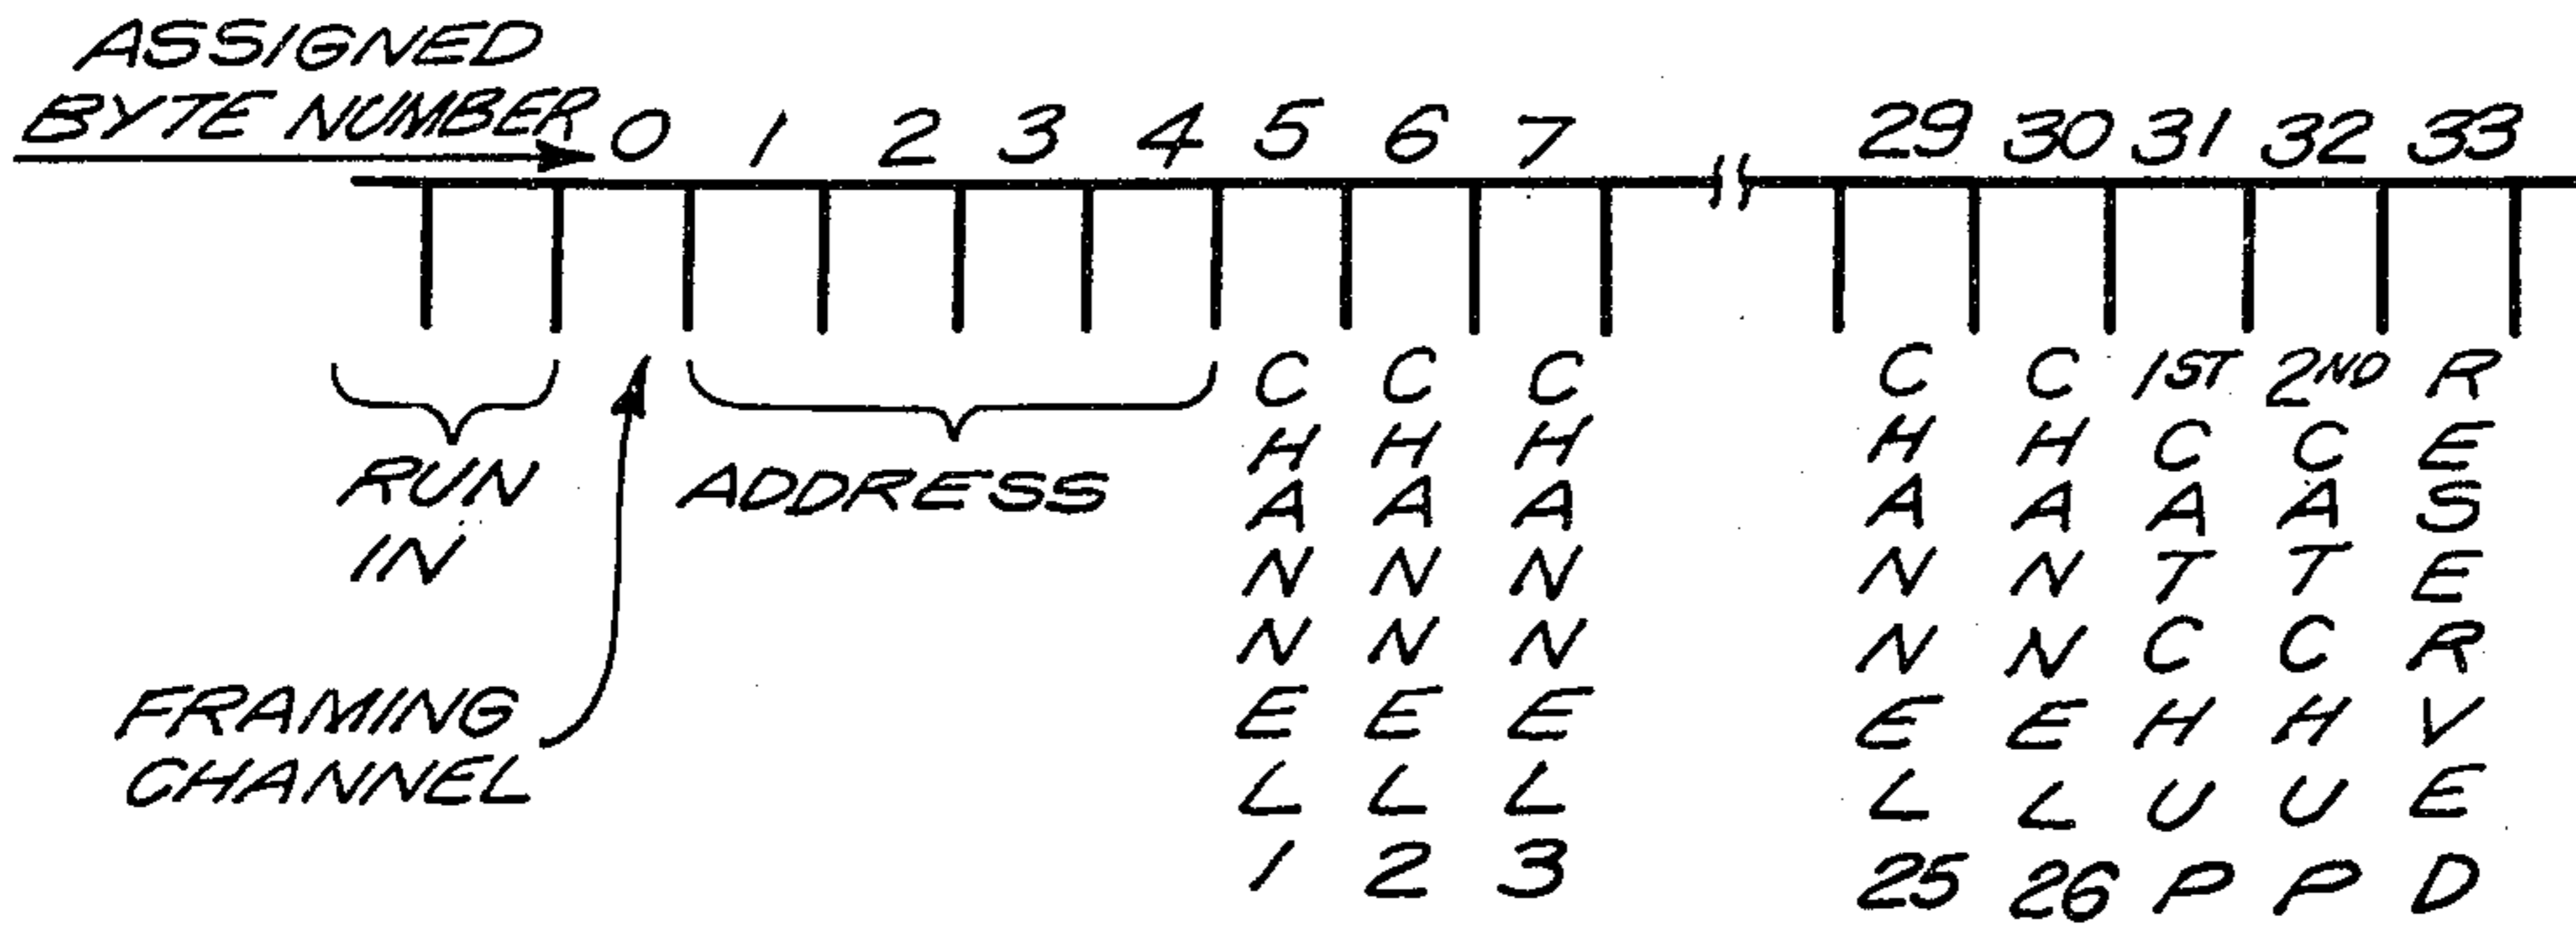 ASSIGNED
BYTE NUMBER 0 1 2 3 4 5 6 7 29 30 31 32 33
RUN
IN
FRAMING
CHANNEL
ADDRESS
CHANNEL 1
CHANNEL 2
CHANNEL 3
CHANNEL 25
CHANNEL 26
1ST CATCHUP
2ND CATCHUP
RESERVED